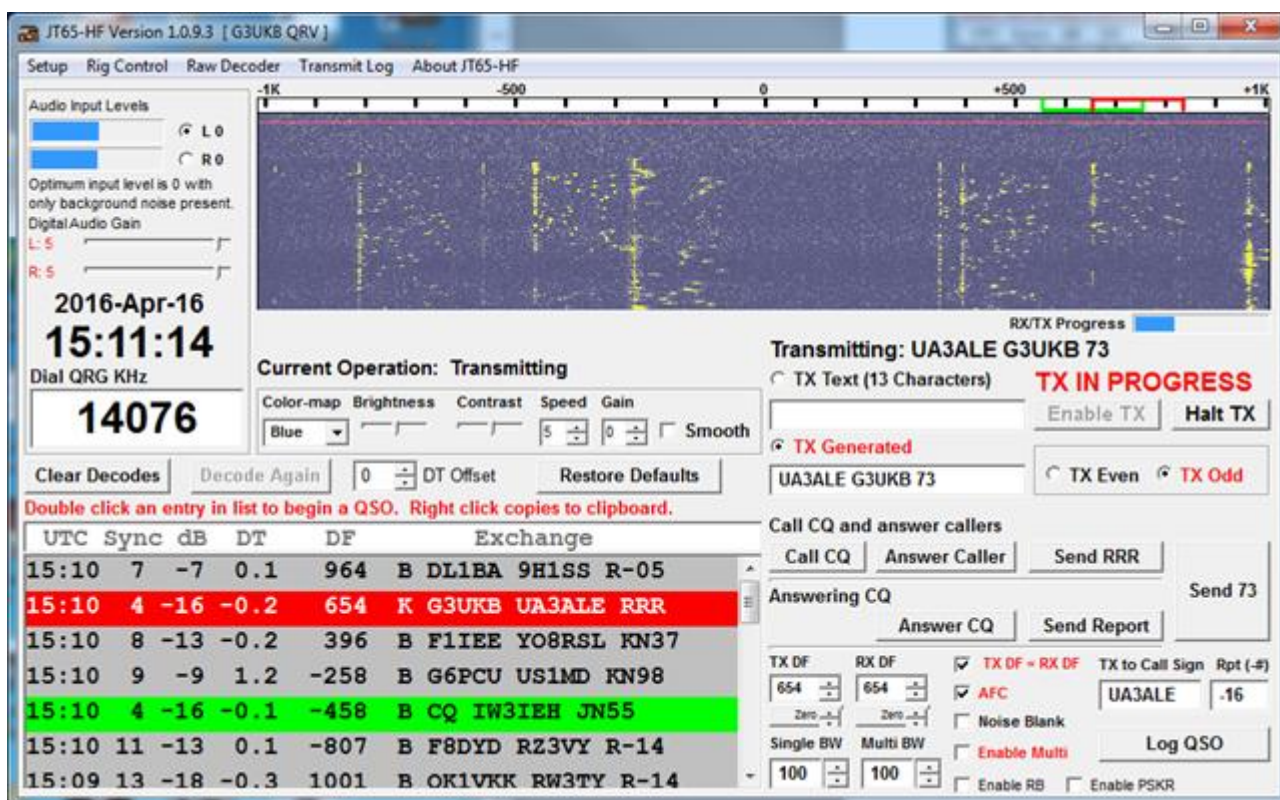 JT65-HF Version 1.0.9.3 [ G3UKB QRV ]
Setup Rig Control Raw Decoder Transmit Log About JT65-HF
-1K -500 0 +500 +1K
Audio Input Levels
L 0
R 0
Optimum input level is 0 with
only background noise present.
Digital Audio Gain
L: 5
R: 5
2016-Apr-16
15:11:14
Dial QRG KHz
14076
RX/TX Progress
Current Operation: Transmitting
Color-map Brightness Contrast Speed Gain
Blue 5 0 Smooth
Transmitting: UA3ALE G3UKB 73
TX Text (13 Characters) TX IN PROGRESS
Enable TX Halt TX
TX Generated
UA3ALE G3UKB 73 TX Even TX Odd
Clear Decodes Decode Again 0 DT Offset Restore Defaults
Double click an entry in list to begin a QSO. Right click copies to clipboard.
UTC Sync dB DT DF Exchange
15:10 7 -7 0.1 964 B DL1BA 9H1SS R-05
15:10 4 -16 -0.2 654 K G3UKB UA3ALE RRR
15:10 8 -13 -0.2 396 B F1IEE YO8RSL KN37
15:10 9 -9 1.2 -258 B G6PCU US1MD KN98
15:10 4 -16 -0.1 -458 B CQ IW3IEH JN55
15:10 11 -13 0.1 -807 B F8DYD RZ3VY R-14
15:09 13 -18 -0.3 1001 B OK1VKK RW3TY R-14
Call CQ and answer callers
Call CQ Answer Caller Send RRR
Send 73
Answering CQ
Answer CQ Send Report
TX DF RX DF TX DF = RX DF TX to Call Sign Rpt (-#)
654 654 AFC UA3ALE -16
Zero Zero Noise Blank
Single BW Multi BW Enable Multi Log QSO
100 100 Enable RB Enable PSKR